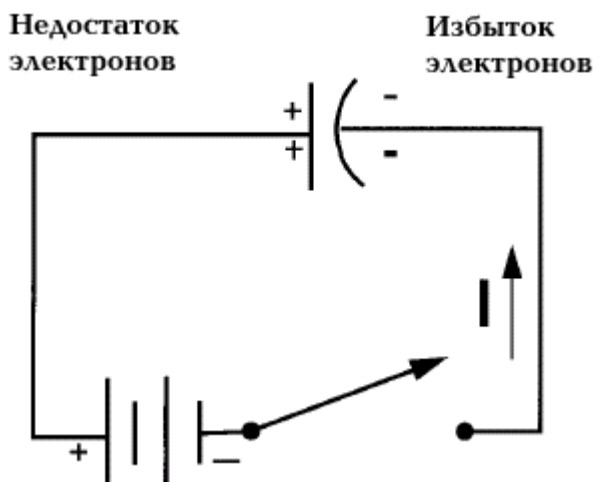 Недостаток
электронов
Избыток
электронов
+ -
+ -
I
+ —